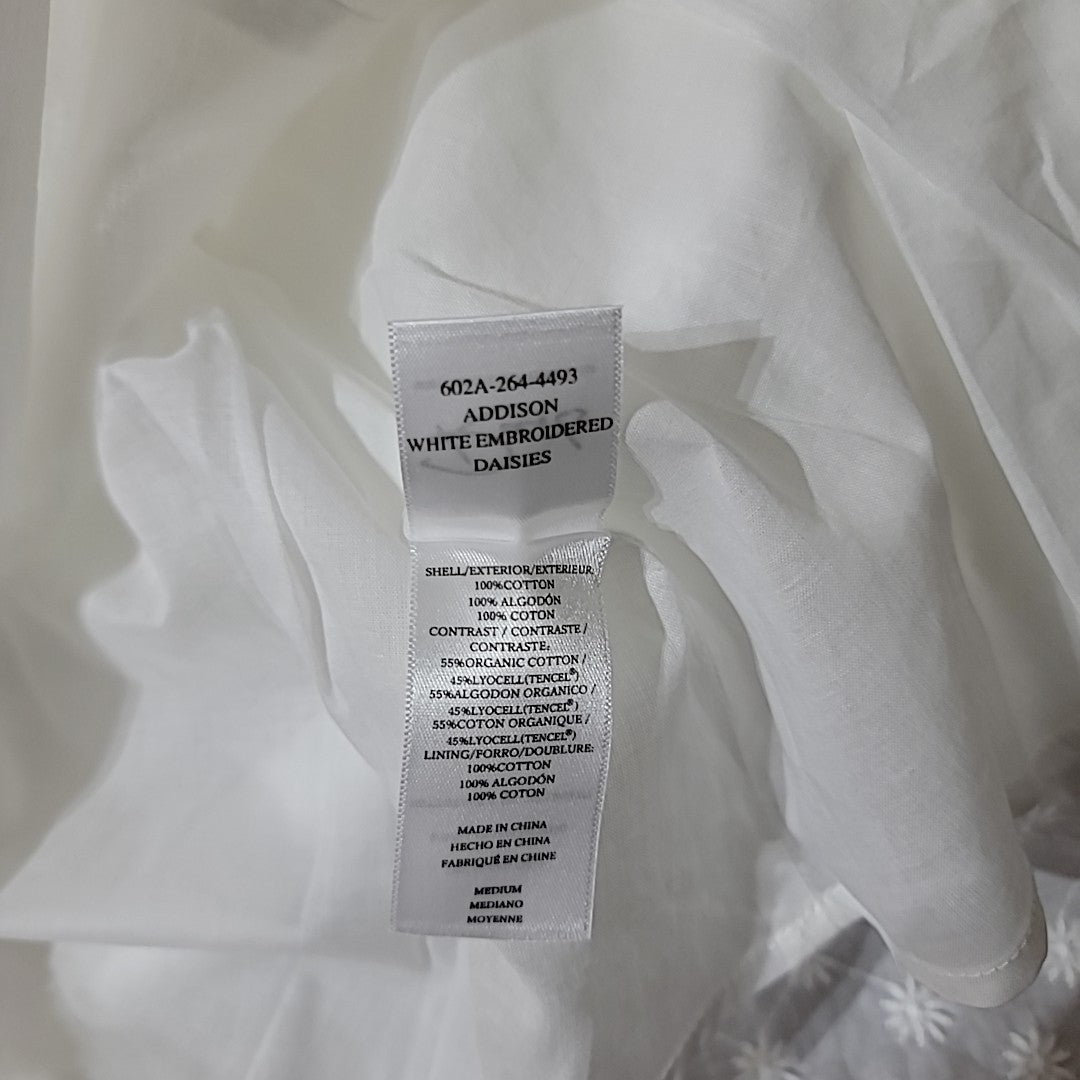 602A-264-4493
ADDISON
WHITE EMBROIDERED
DAISIES
SHELL/EXTERIOR/EXTERIEUR:
100%COTTON
100% ALGODÓN
100% COTON
CONTRAST / CONTRASTE /
CONTRASTE:
55%ORGANIC COTTON /
45%LYOCELL(TENCEL®)
55%ALGODON ORGANICO /
45%LYOCELL(TENCEL®)
55%COTON ORGANIQUE /
45%LYOCELL(TENCEL®)
LINING/FORRO/DOUBLURE:
100%COTTON
100% ALGODÓN
100% COTON
MADE IN CHINA
HECHO EN CHINA
FABRIQUÉ EN CHINE
MEDIUM
MEDIANO
MOYENNE